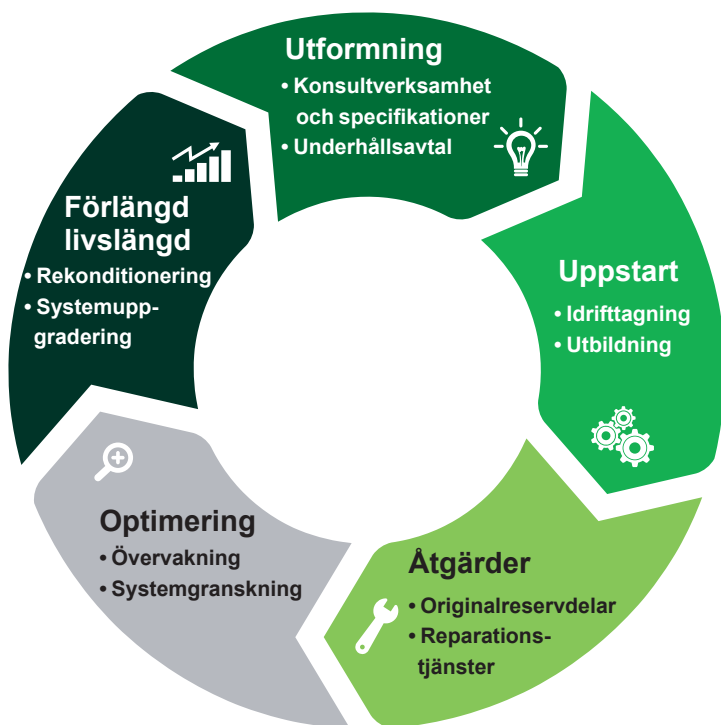 Utformning
• Konsultverksamhet
och specifikationer
• Underhållsavtal
Uppstart
• Idrifttagning
• Utbildning
Åtgärder
• Originalreservdelar
• Reparations-
tjänster
Optimering
• Övervakning
• Systemgranskning
Förlängd
livslängd
• Rekonditionering
• Systemupp-
gradering